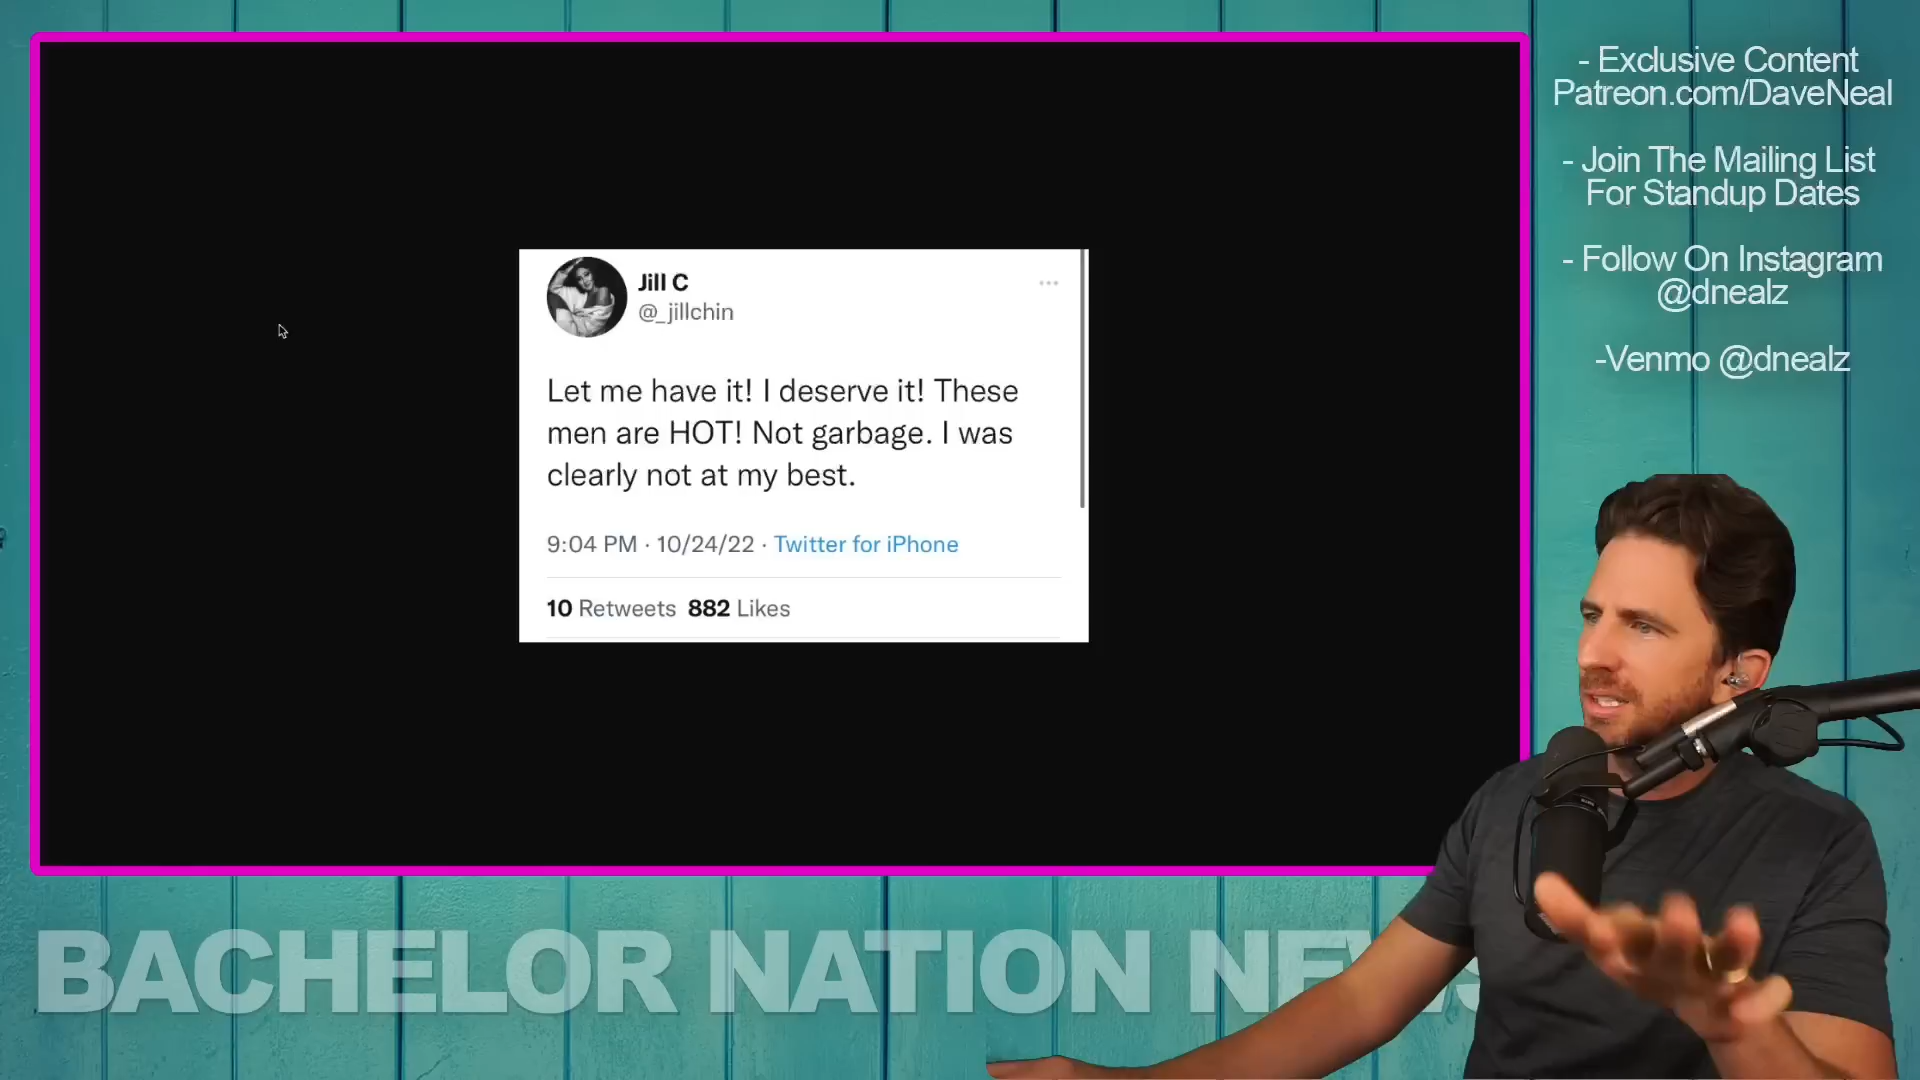 Jill C
@_jillchin
Let me have it! I deserve it! These
men are HOT! Not garbage. I was
clearly not at my best.
9:04 PM · 10/24/22 · Twitter for iPhone
10 Retweets 882 Likes
- Exclusive Content
Patreon.com/DaveNeal
- Join The Mailing List
For Standup Dates
- Follow On Instagram
@dnealz
-Venmo @dnealz
BACHELOR NATION NEWS